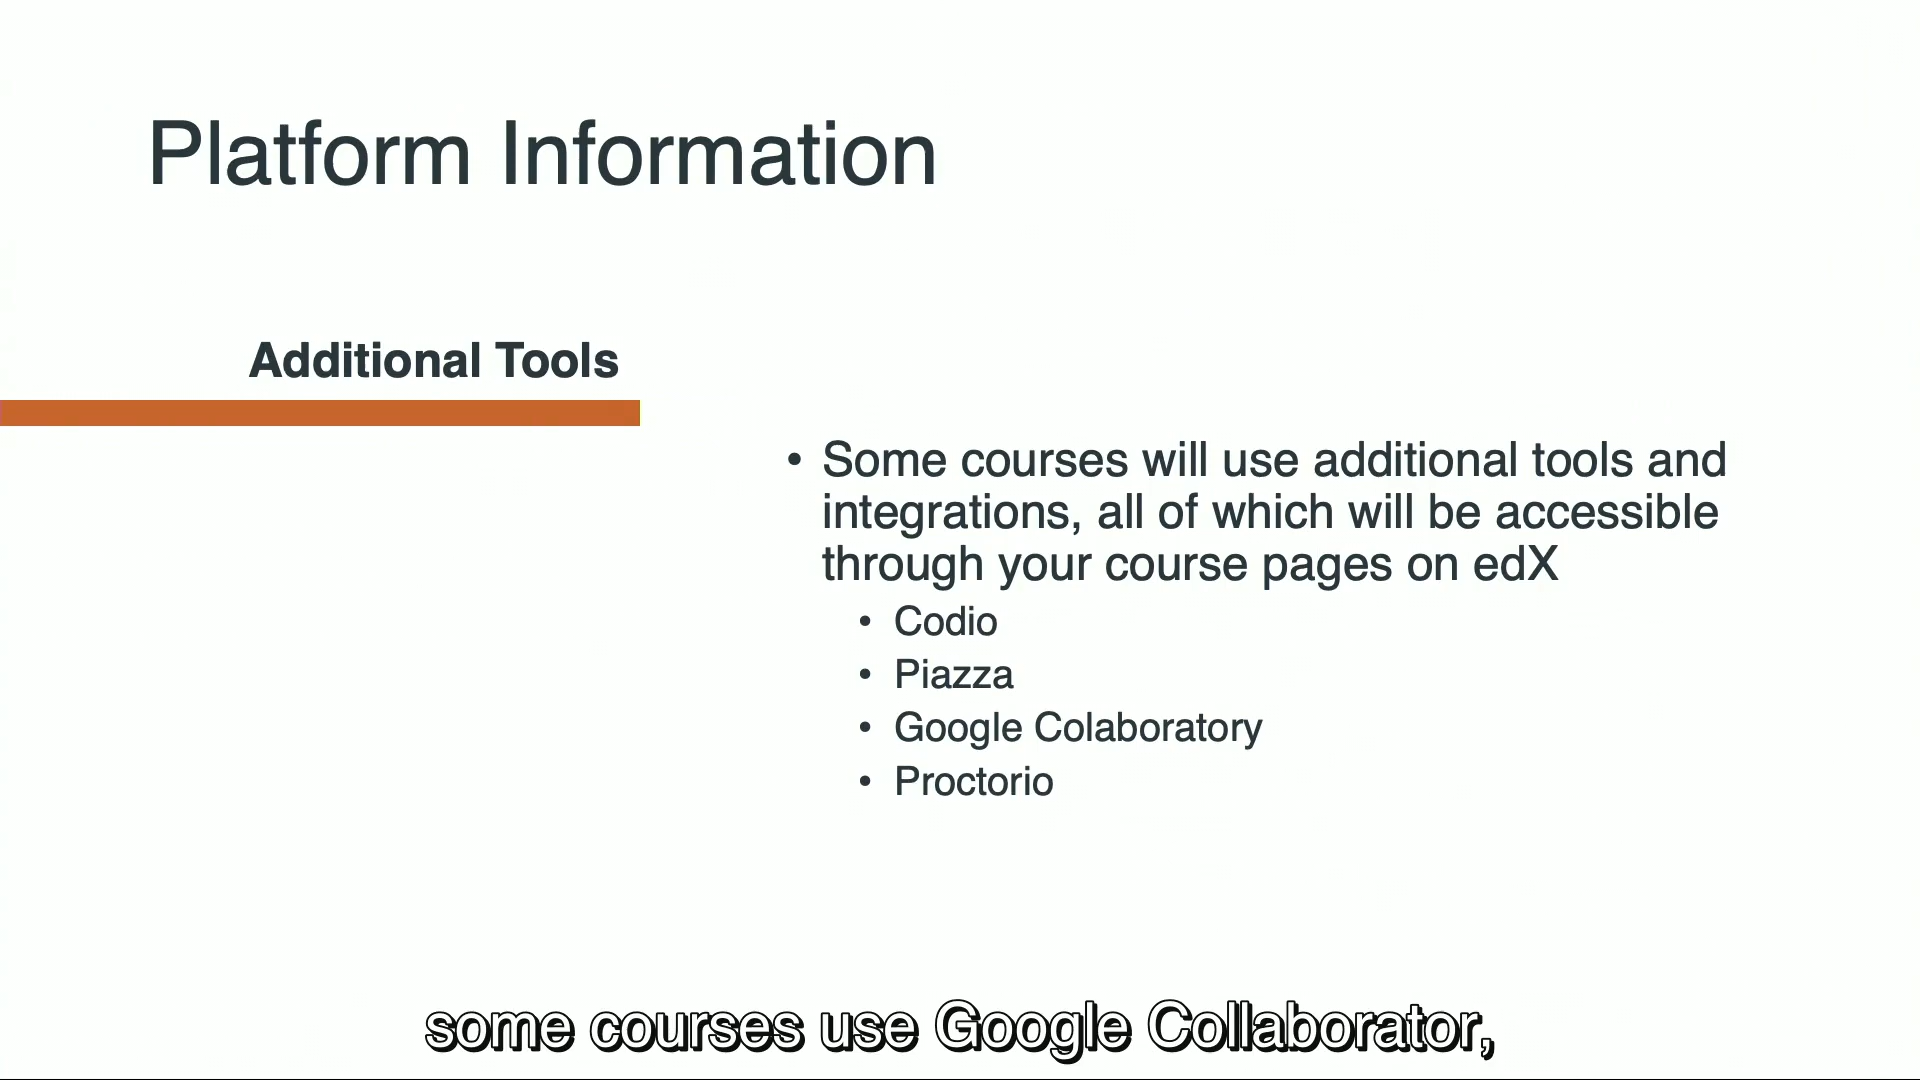 Platform Information
Additional Tools
• Some courses will use additional tools and
integrations, all of which will be accessible
through your course pages on edX
• Codio
• Piazza
• Google Colaboratory
• Proctorio
some courses use Google Collaborator,